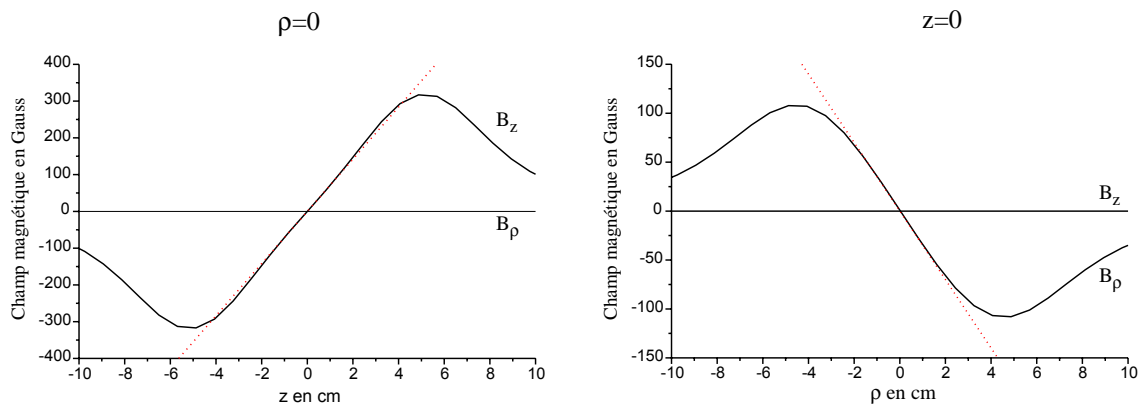 ρ=0
400
300
200
100
0
-100
-200
-300
-400
Champ magnétique en Gauss
B_z
B_ρ
-10 -8 -6 -4 -2 0 2 4 6 8 10
z en cm
z=0
150
100
50
0
-50
-100
-150
Champ magnétique en Gauss
B_z
B_ρ
-10 -8 -6 -4 -2 0 2 4 6 8 10
ρ en cm